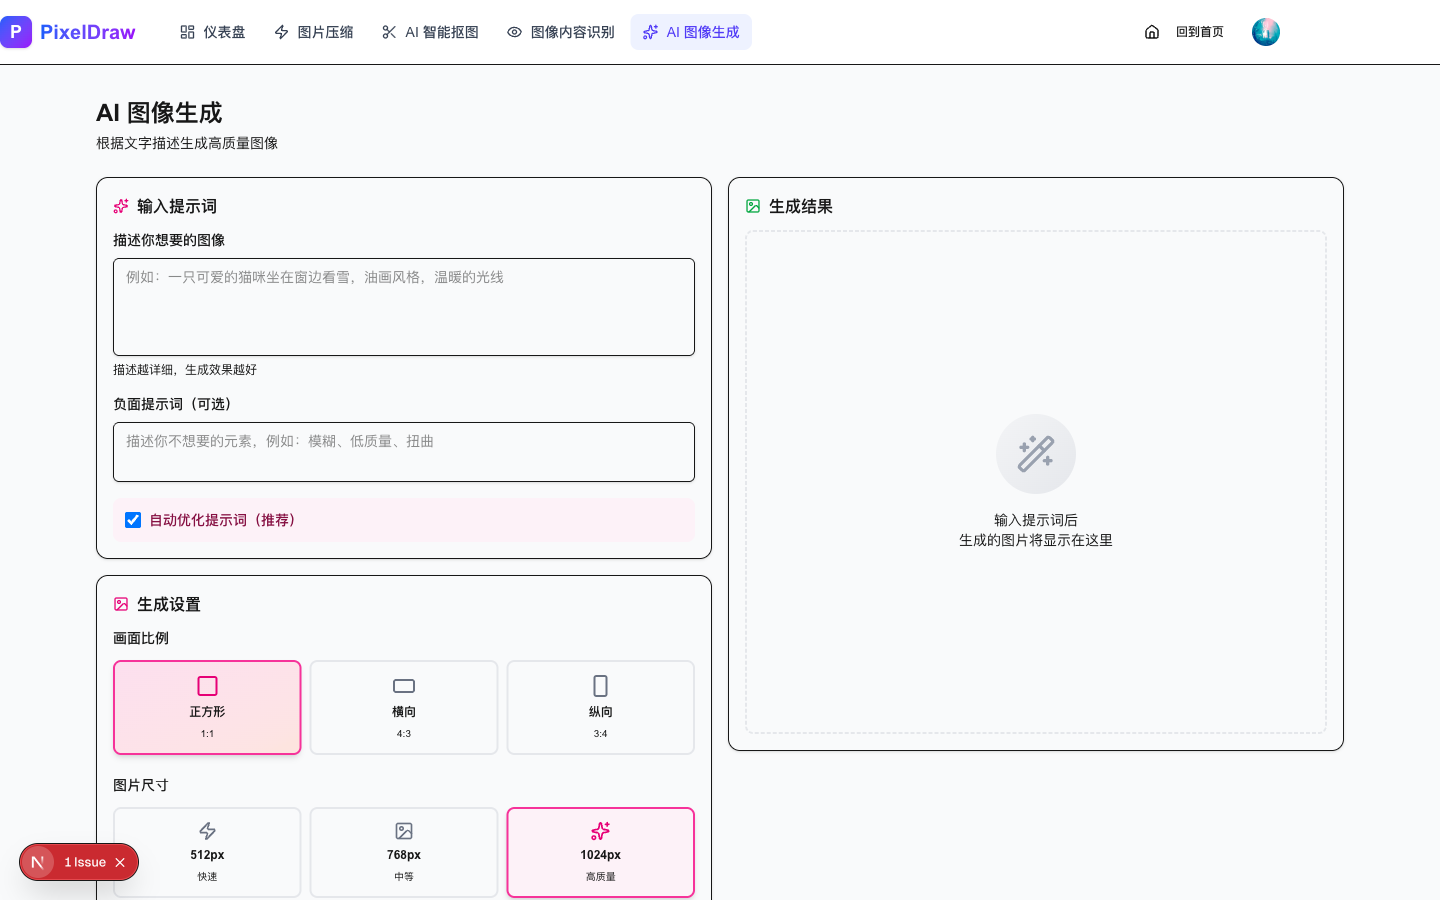 P PixelDraw 仪表盘 图片压缩 AI 智能抠图 图像内容识别 AI 图像生成 回到首页
AI 图像生成
根据文字描述生成高质量图像
输入提示词
描述你想要的图像
例如：一只可爱的猫咪坐在窗边看雪，油画风格，温暖的光线
描述越详细，生成效果越好
负面提示词（可选）
描述你不想要的元素，例如：模糊、低质量、扭曲
自动优化提示词（推荐）
生成设置
画面比例
正方形
1:1
横向
4:3
纵向
3:4
图片尺寸
512px
快速
768px
中等
1024px
高质量
生成结果
输入提示词后
生成的图片将显示在这里
N 1 Issue